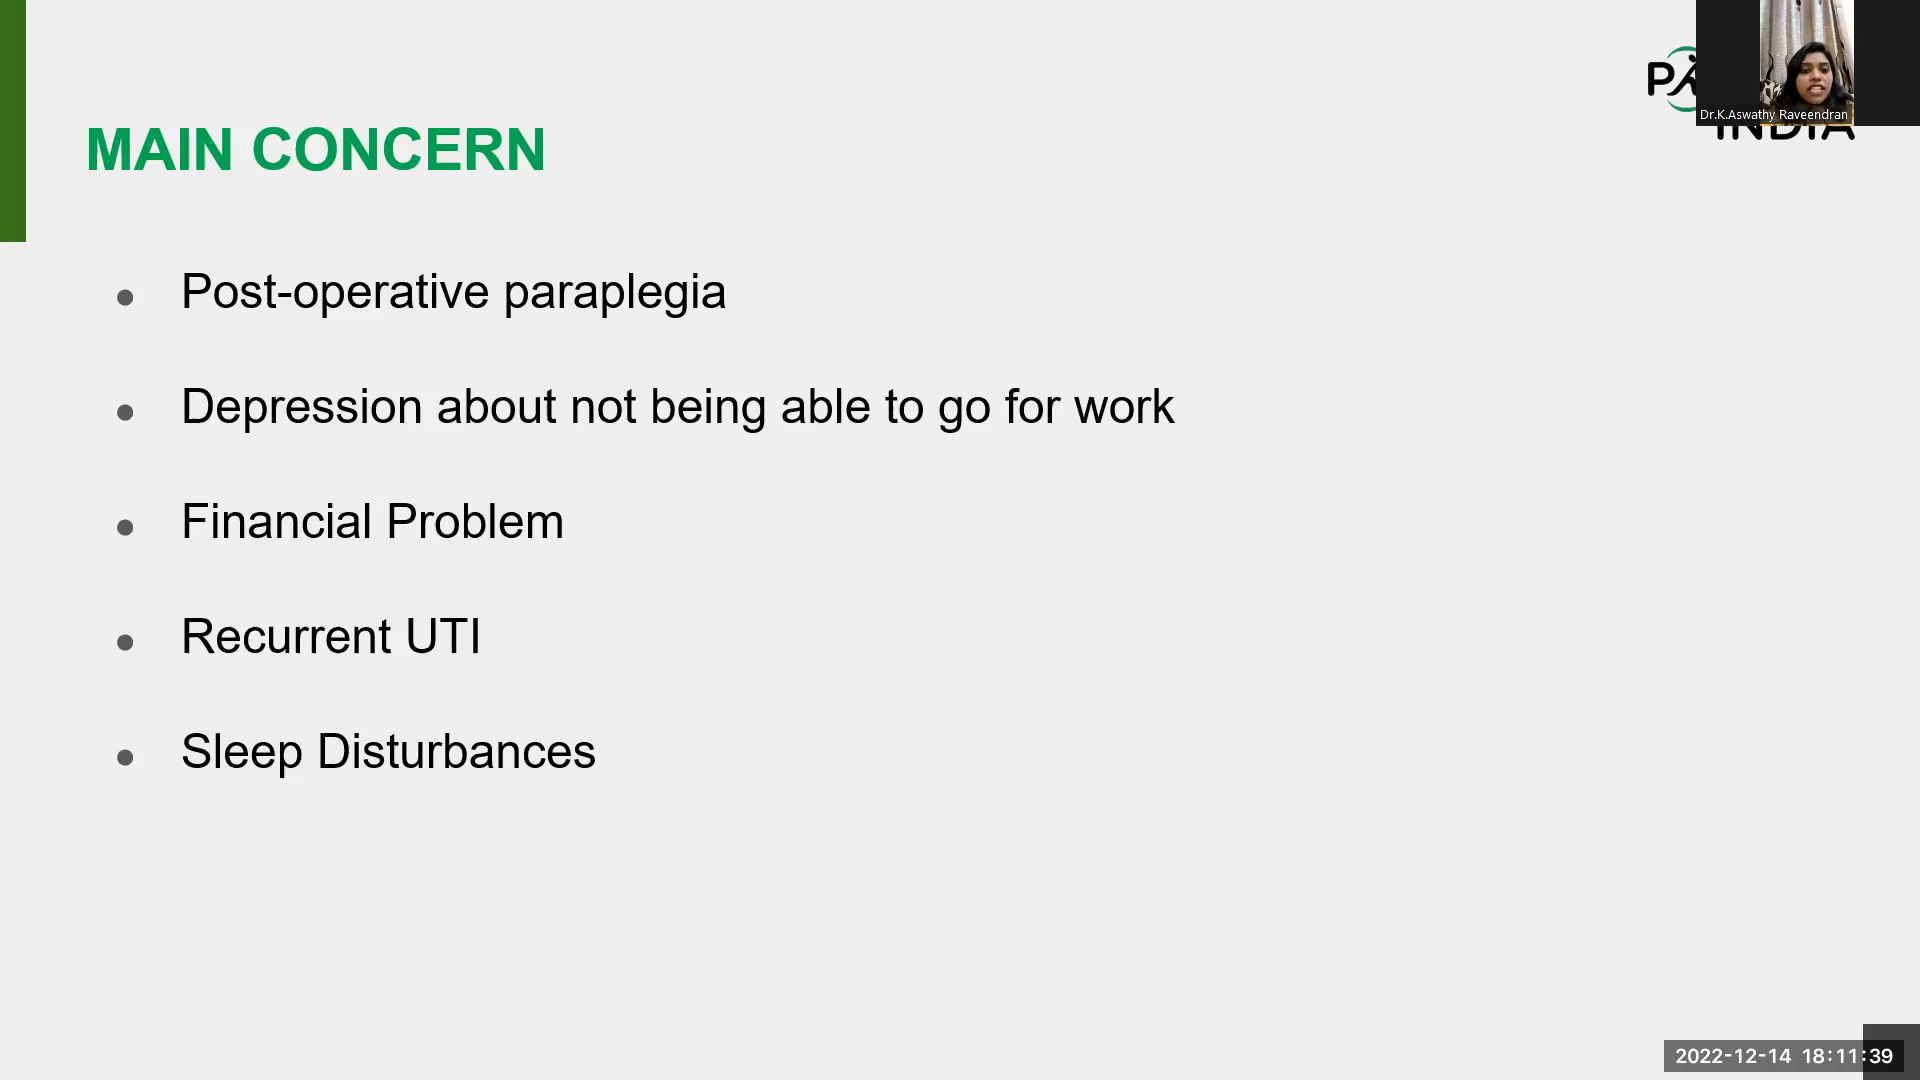 Dr.K.Aswathy Raveendran
INDIA
MAIN CONCERN
Post-operative paraplegia
Depression about not being able to go for work
Financial Problem
Recurrent UTI
Sleep Disturbances
2022-12-14 18:11:39